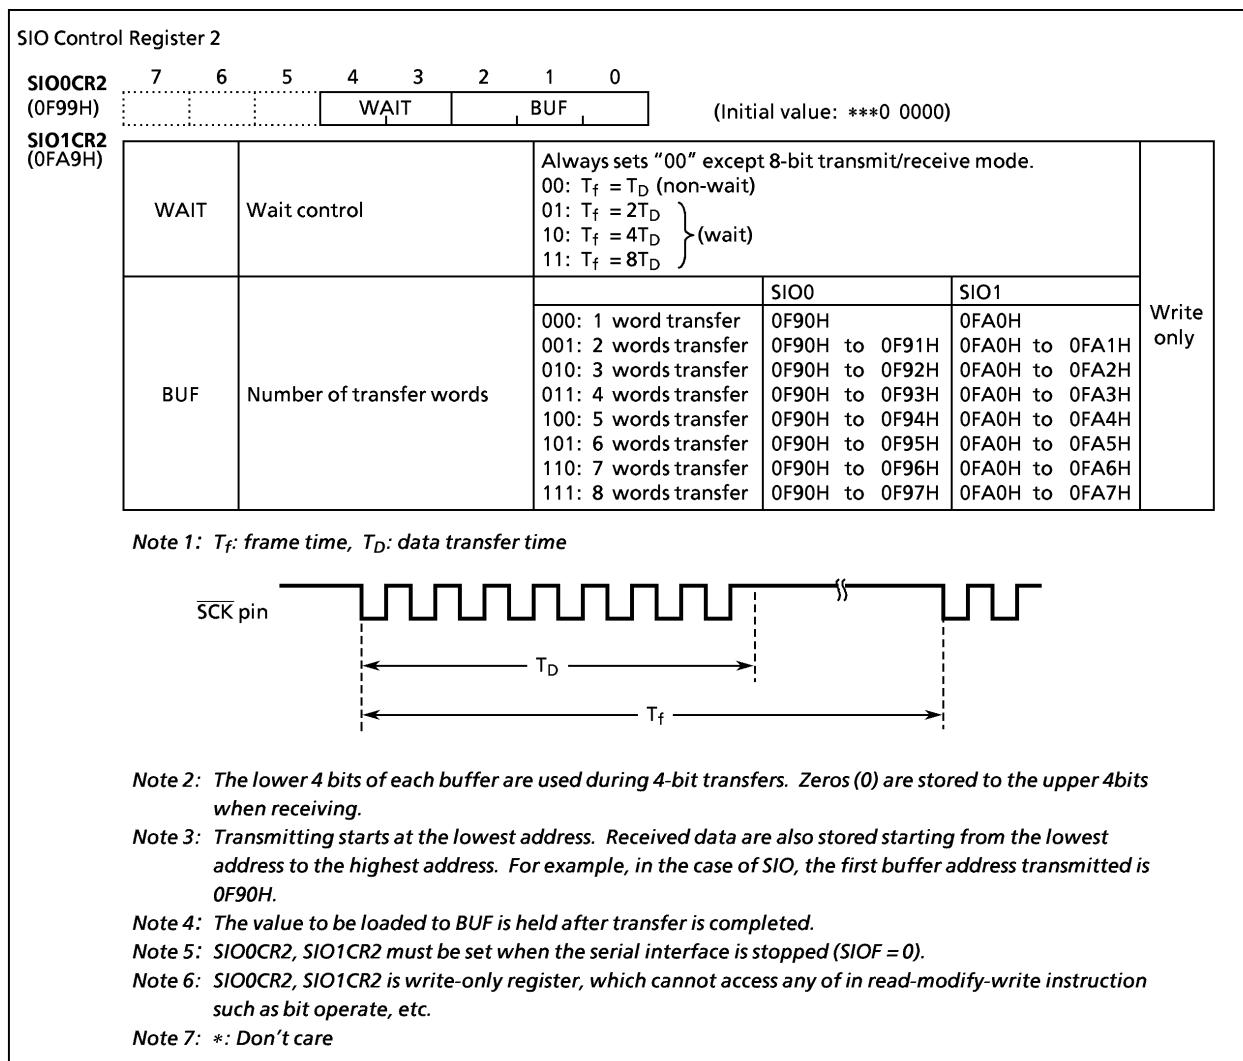 SIO Control Register 2
SIO0CR2
(0F99H)
SIO1CR2
(0FA9H)
7 6 5 4 3 2 1 0
WAIT BUF
(Initial value: ***0 0000)
WAIT Wait control
Always sets “00” except 8-bit transmit/receive mode.
00: Tf = TD (non-wait)
01: Tf = 2TD
10: Tf = 4TD
(wait)
11: Tf = 8TD
Write
only
BUF Number of transfer words
SIO0 SIO1
000: 1 word transfer 0F90H 0FA0H
001: 2 words transfer 0F90H to 0F91H 0FA0H to 0FA1H
010: 3 words transfer 0F90H to 0F92H 0FA0H to 0FA2H
011: 4 words transfer 0F90H to 0F93H 0FA0H to 0FA3H
100: 5 words transfer 0F90H to 0F94H 0FA0H to 0FA4H
101: 6 words transfer 0F90H to 0F95H 0FA0H to 0FA5H
110: 7 words transfer 0F90H to 0F96H 0FA0H to 0FA6H
111: 8 words transfer 0F90H to 0F97H 0FA0H to 0FA7H
Note 1: Tf: frame time, TD: data transfer time
SCK pin
TD
Tf
Note 2: The lower 4 bits of each buffer are used during 4-bit transfers. Zeros (0) are stored to the upper 4bits
when receiving.
Note 3: Transmitting starts at the lowest address. Received data are also stored starting from the lowest
address to the highest address. For example, in the case of SIO, the first buffer address transmitted is
0F90H.
Note 4: The value to be loaded to BUF is held after transfer is completed.
Note 5: SIO0CR2, SIO1CR2 must be set when the serial interface is stopped (SIOF = 0).
Note 6: SIO0CR2, SIO1CR2 is write-only register, which cannot access any of in read-modify-write instruction
such as bit operate, etc.
Note 7: *: Don’t care